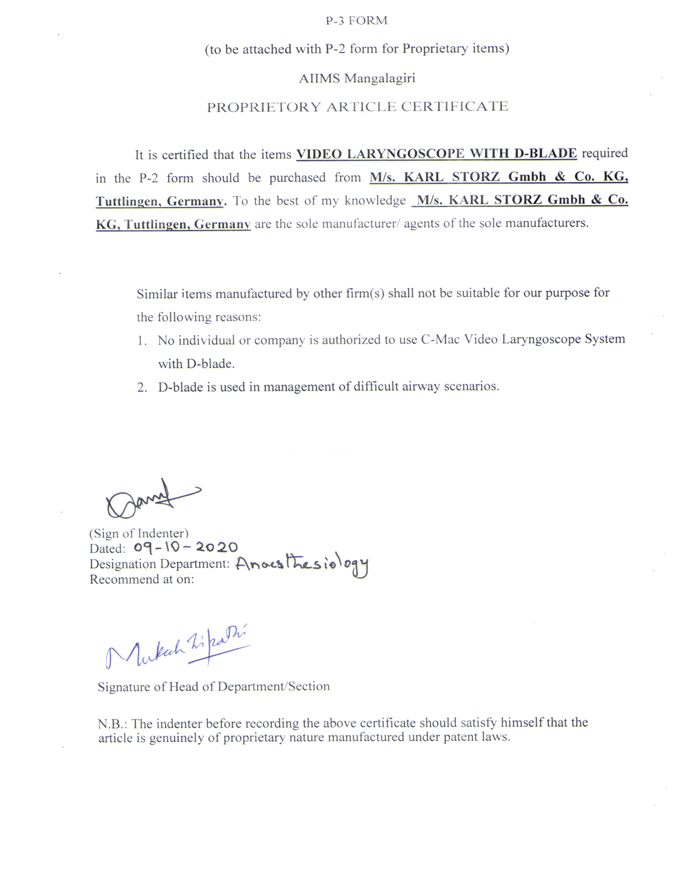 P-3 FORM
(to be attached with P-2 form for Proprietary items)
AIIMS Mangalagiri
PROPRIETORY ARTICLE CERTIFICATE
It is certified that the items VIDEO LARYNGOSCOPE WITH D-BLADE required
in the P-2 form should be purchased from M/s. KARL STORZ Gmbh & Co. KG,
Tuttlingen, Germany. To the best of my knowledge M/s. KARL STORZ Gmbh & Co.
KG, Tuttlingen, Germany are the sole manufacturer/ agents of the sole manufacturers.
Similar items manufactured by other firm(s) shall not be suitable for our purpose for
the following reasons:
1. No individual or company is authorized to use C-Mac Video Laryngoscope System
with D-blade.
2. D-blade is used in management of difficult airway scenarios.
(Sign of Indenter)
Dated: 09-10-2020
Designation Department: Anaesthesiology
Recommend at on:
Mukesh Tripathi
Signature of Head of Department/Section
N.B.: The indenter before recording the above certificate should satisfy himself that the
article is genuinely of proprietary nature manufactured under patent laws.